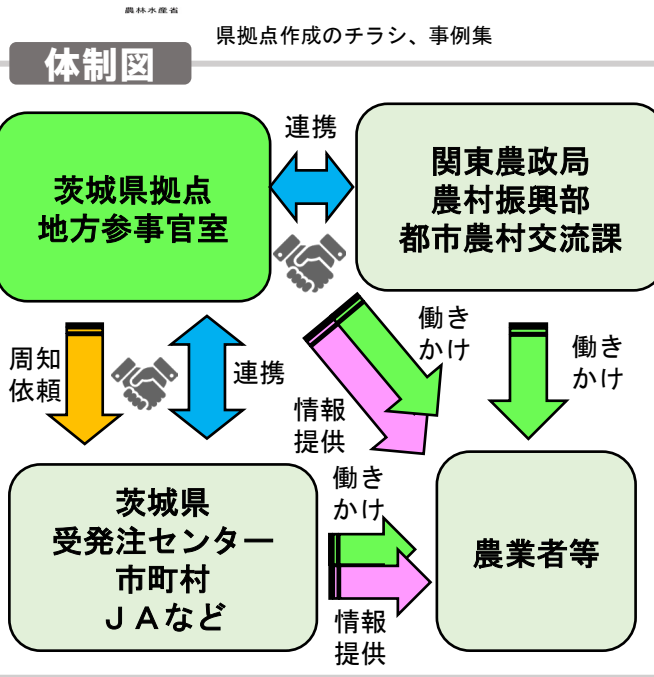 農林水産省
県拠点作成のチラシ、事例集
体制図
茨城県拠点
地方参事官室
連携
関東農政局
農村振興部
都市農村交流課
周知
依頼
連携
情報
提供
働き
かけ
働き
かけ
茨城県
受発注センター
市町村
ＪＡなど
働き
かけ
情報
提供
農業者等